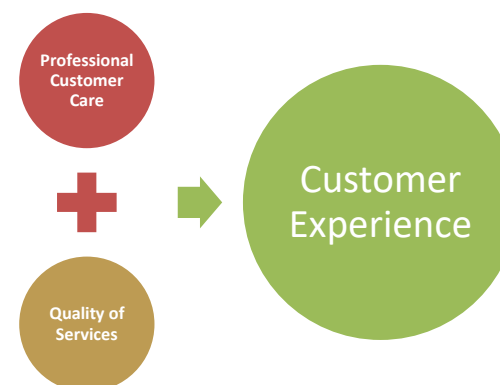 Professional
Customer
Care
Customer
Experience
Quality of
Services